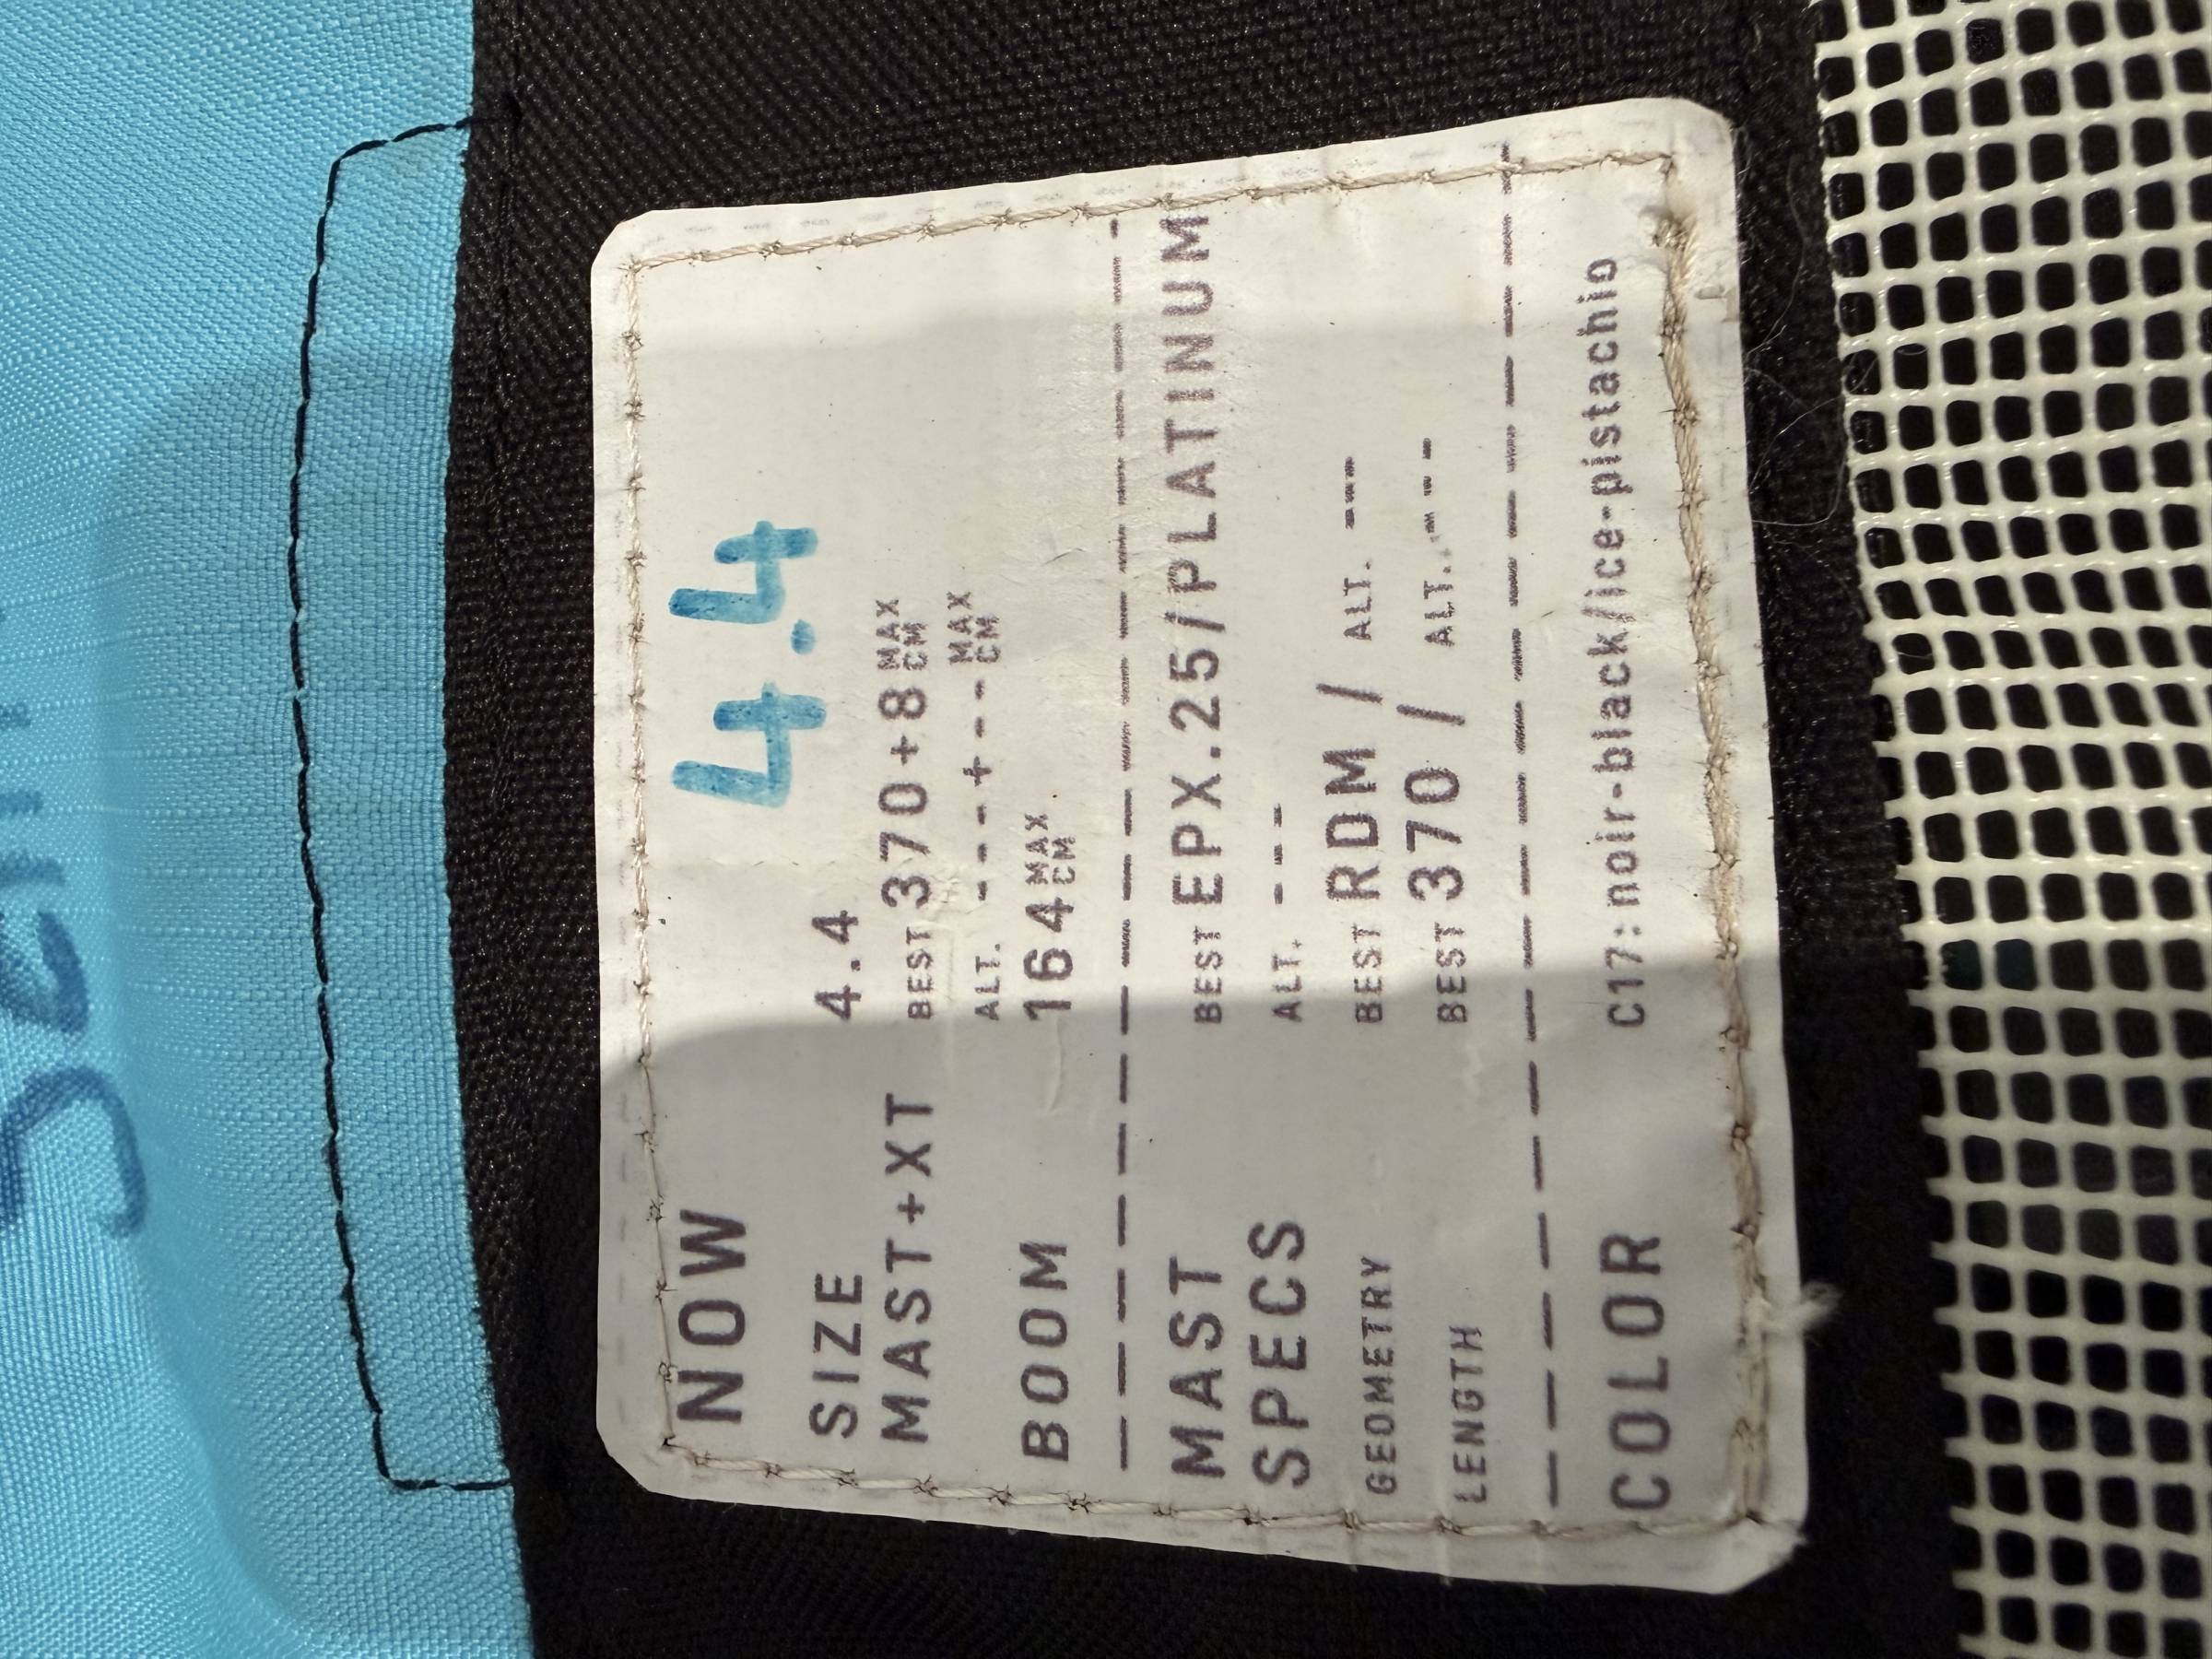 NOW 4.4
SIZE 4.4
MAST+XT BEST 370+8 MAX CM
ALT. ---+-- MAX CM
BOOM 164 MAX CM
MAST BEST EPX.25/PLATINUM
SPECS ALT. ---
GEOMETRY BEST RDM / ALT. ---
LENGTH BEST 370 / ALT. ---
COLOR C17:noir-black/ice-pistachio